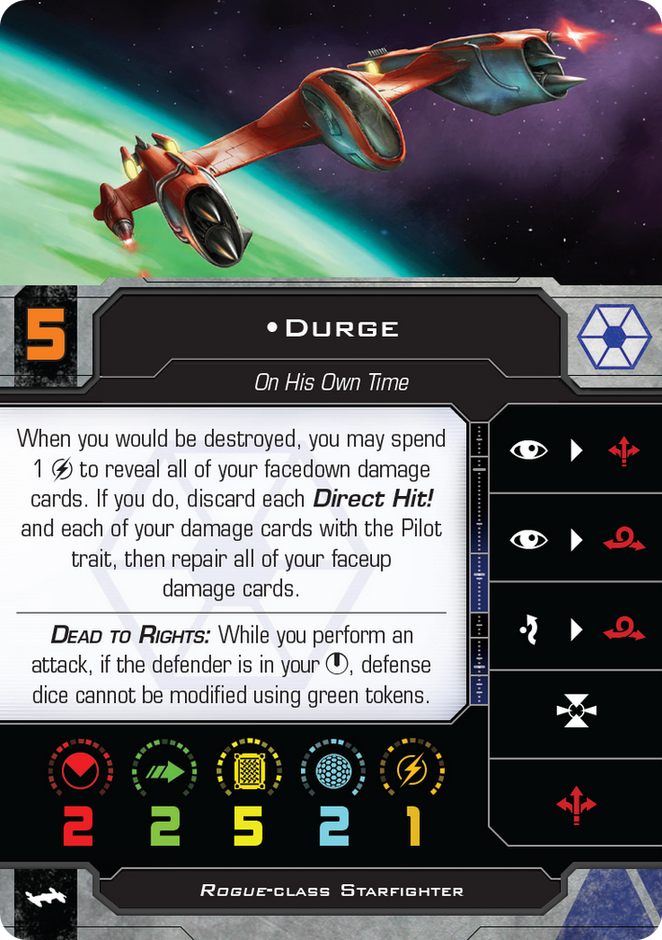 5
•Durge
On His Own Time
When you would be destroyed, you may spend
1 to reveal all of your facedown damage
cards. If you do, discard each Direct Hit!
and each of your damage cards with the Pilot
trait, then repair all of your faceup
damage cards.
Dead to Rights: While you perform an
attack, if the defender is in your , defense
dice cannot be modified using green tokens.
2 2 5 2 1
Rogue-class Starfighter